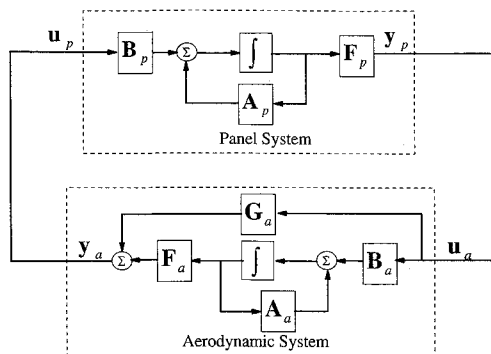 u_p
B_p
Σ
∫
F_p
y_p
A_p
Panel System
G_a
y_a
Σ
F_a
∫
Σ
B_a
u_a
A_a
Aerodynamic System